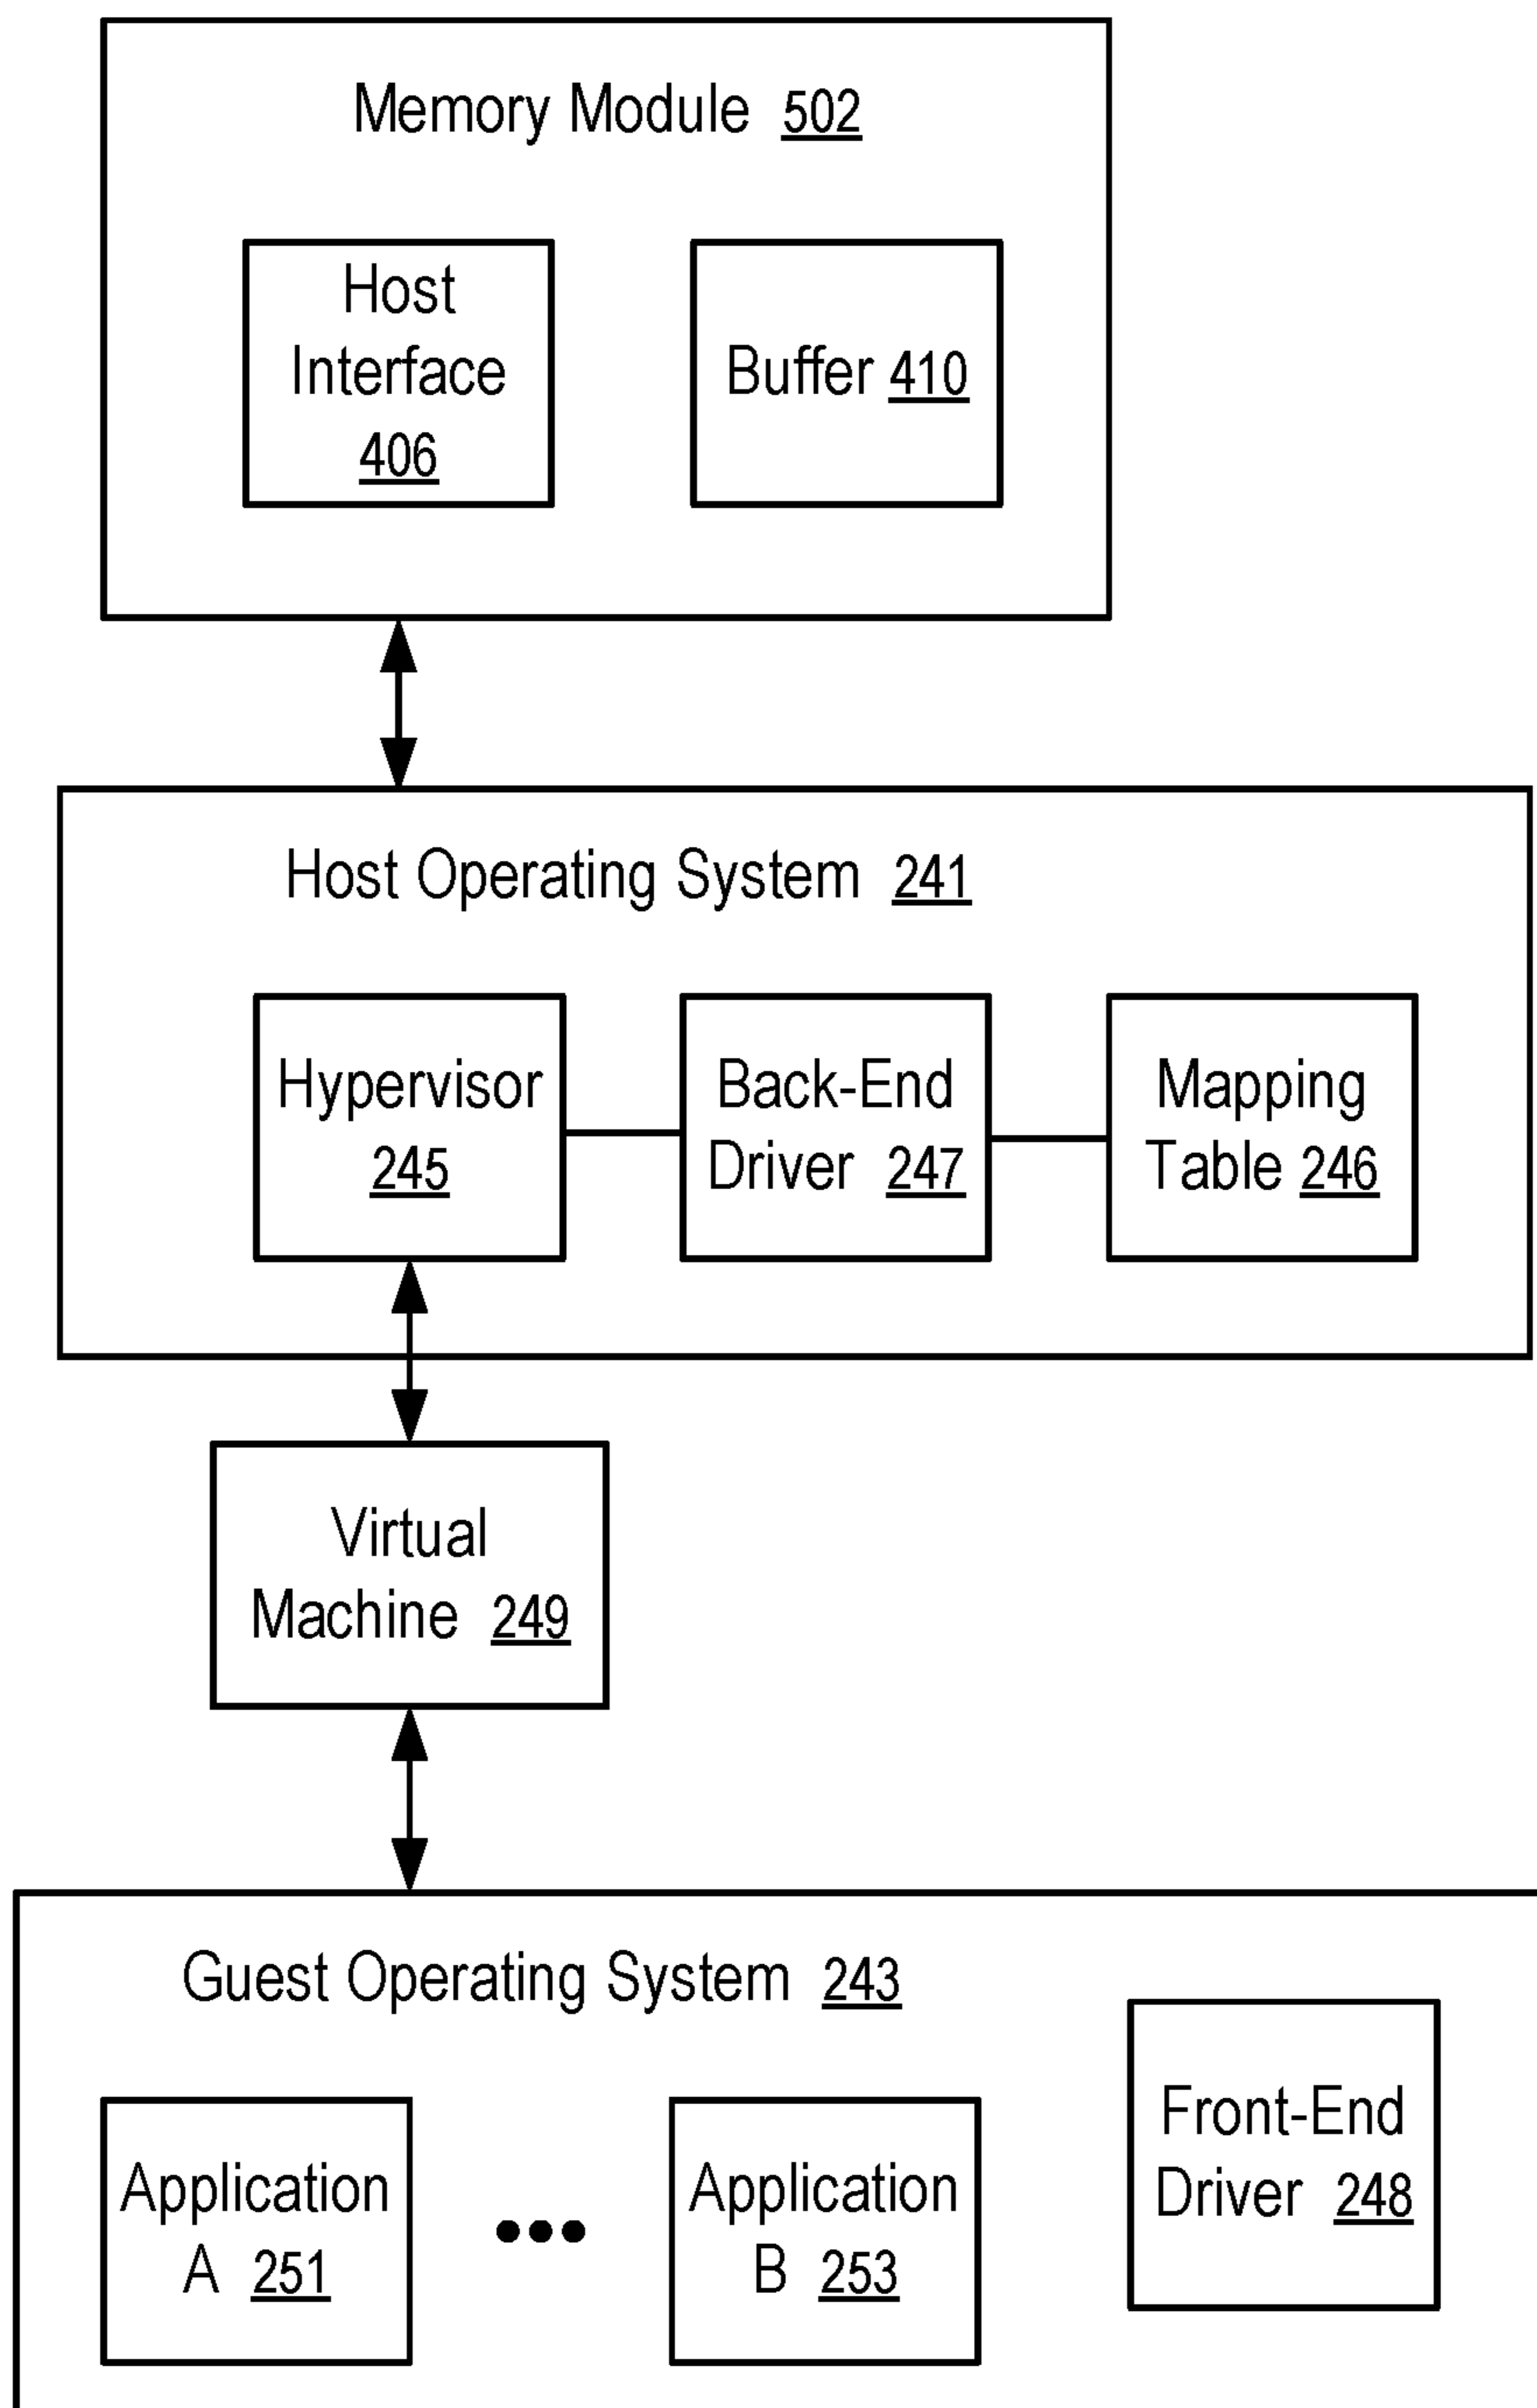 Memory Module 502
Host
Interface
406
Buffer 410
Host Operating System 241
Hypervisor
245
Back-End
Driver 247
Mapping
Table 246
Virtual
Machine 249
Guest Operating System 243
Application
A 251
Application
B 253
Front-End
Driver 248